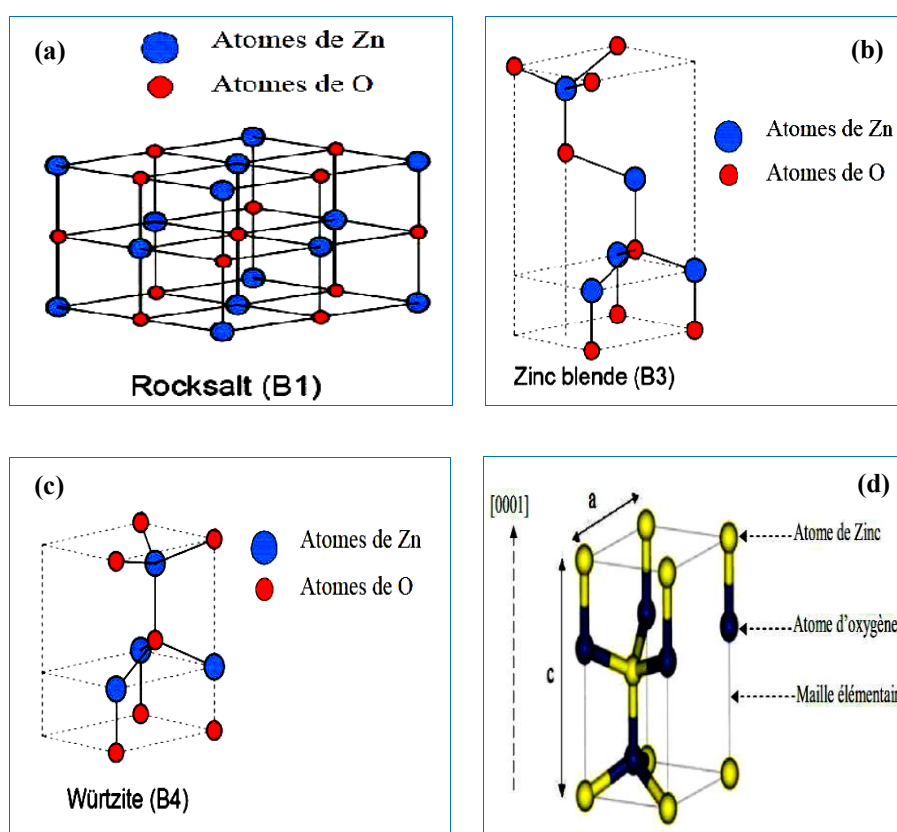 (a)
Atomes de Zn
Atomes de O
Rocksalt (B1)
(b)
Atomes de Zn
Atomes de O
Zinc blende (B3)
(c)
Atomes de Zn
Atomes de O
Würtzite (B4)
(d)
[0001]
a
Atome de Zinc
Atome d'oxygène
c
Maille élémentair